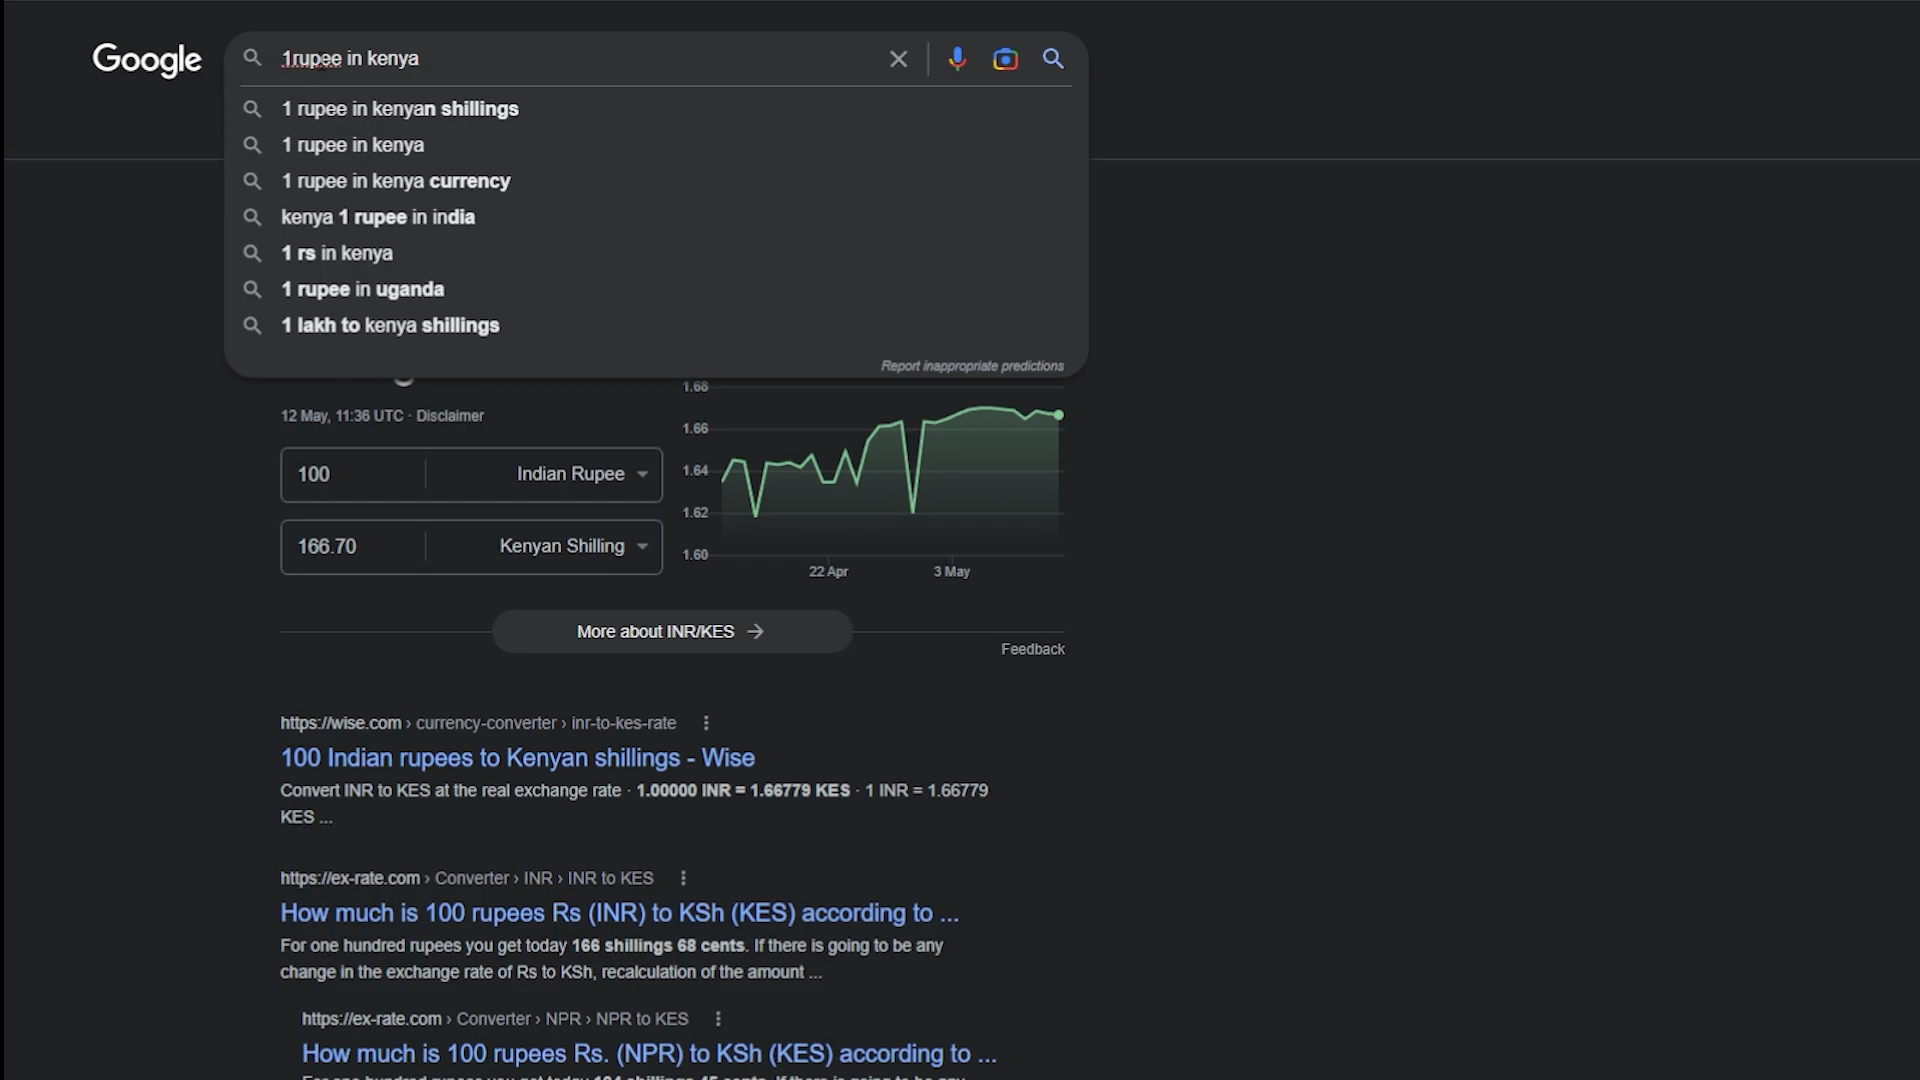 Google
1rupee in kenya
1 rupee in kenyan shillings
1 rupee in kenya
1 rupee in kenya currency
kenya 1 rupee in india
1 rs in kenya
1 rupee in uganda
1 lakh to kenya shillings
Report inappropriate predictions
12 May, 11:36 UTC · Disclaimer
100 Indian Rupee
166.70 Kenyan Shilling
1.68
1.66
1.64
1.62
1.60
22 Apr 3 May
More about INR/KES
Feedback
https://wise.com › currency-converter › inr-to-kes-rate
100 Indian rupees to Kenyan shillings - Wise
Convert INR to KES at the real exchange rate · 1.00000 INR = 1.66779 KES · 1 INR = 1.66779
KES ...
https://ex-rate.com › Converter › INR › INR to KES
How much is 100 rupees Rs (INR) to KSh (KES) according to ...
For one hundred rupees you get today 166 shillings 68 cents. If there is going to be any
change in the exchange rate of Rs to KSh, recalculation of the amount ...
https://ex-rate.com › Converter › NPR › NPR to KES
How much is 100 rupees Rs. (NPR) to KSh (KES) according to ...